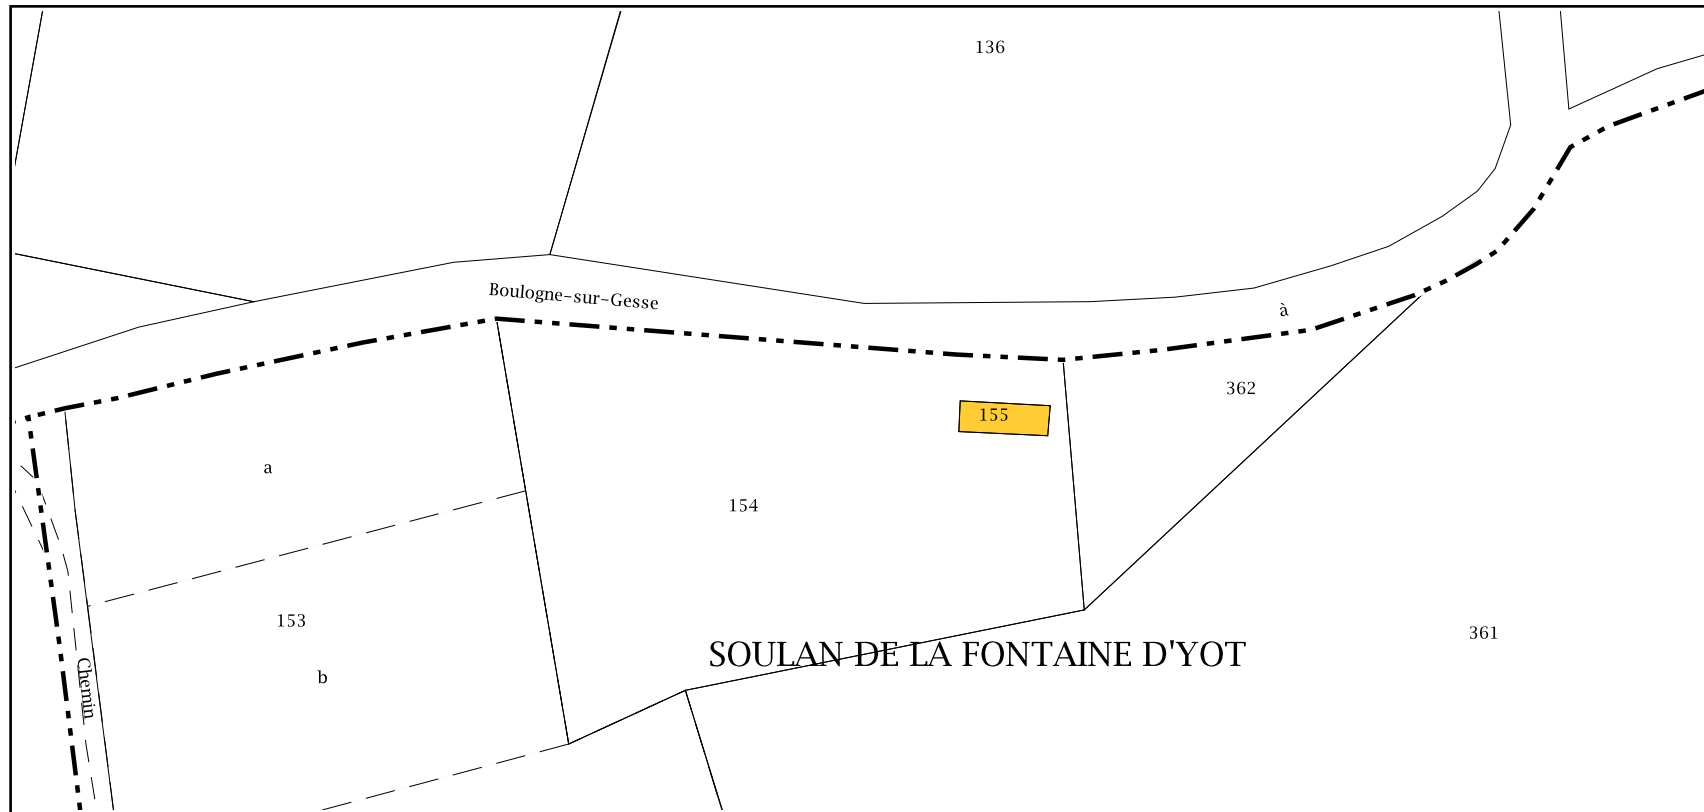 136
Boulogne-sur-Gesse
à
362
155
a
154
153
361
SOULAN DE LA FONTAINE D'YOT
b
Chemin